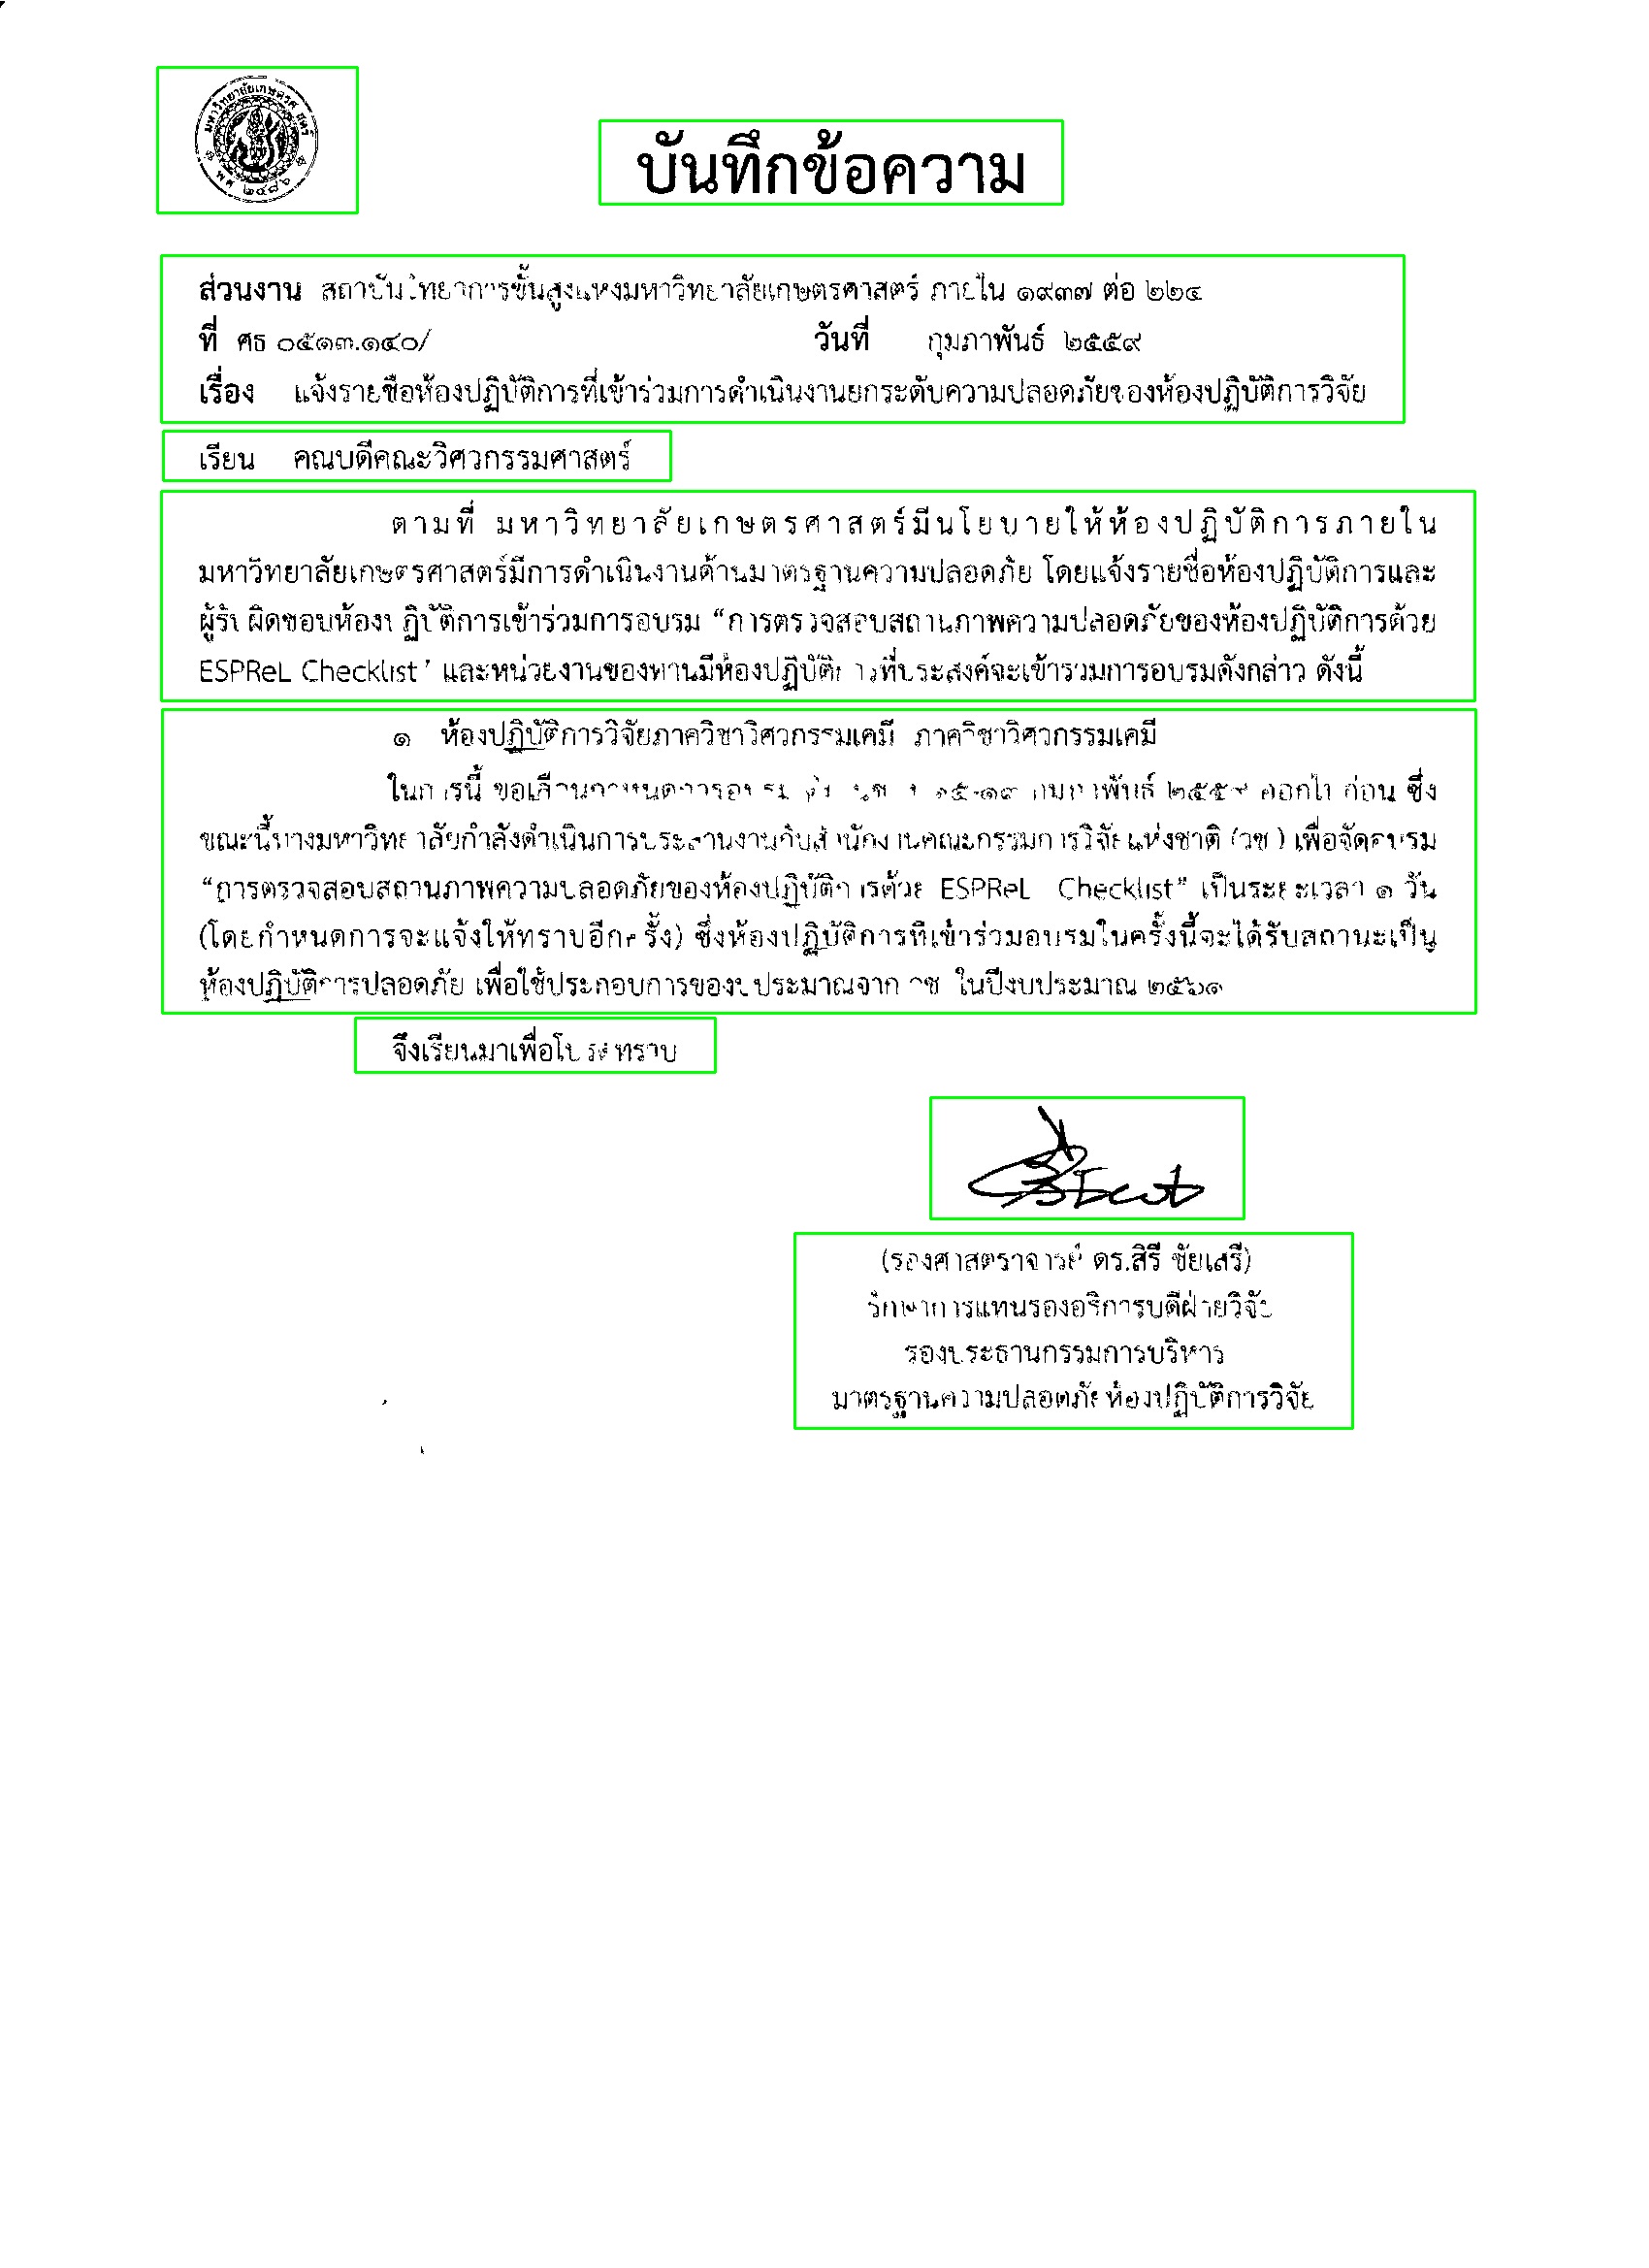 มหาวิทยาลัยเกษตรศาสตร์
พ.ศ. ๒๔๘๖
บันทึกข้อความ
ส่วนงาน สถาบันวิทยาการขั้นสูงแห่งมหาวิทยาลัยเกษตรศาสตร์ ภายใน ๑๙๓๗ ต่อ ๒๒๔
ที่ ศธ ๐๕๑๓.๑๔๐/ วันที่ กุมภาพันธ์ ๒๕๕๙
เรื่อง แจ้งรายชื่อห้องปฏิบัติการที่เข้าร่วมการดำเนินงานยกระดับความปลอดภัยของห้องปฏิบัติการวิจัย
เรียน คณบดีคณะวิศวกรรมศาสตร์
ตามที่ มหาวิทยาลัยเกษตรศาสตร์มีนโยบายให้ห้องปฏิบัติการภายใน
มหาวิทยาลัยเกษตรศาสตร์มีการดำเนินงานด้านมาตรฐานความปลอดภัย โดยแจ้งรายชื่อห้องปฏิบัติการและ
ผู้รับผิดชอบห้องปฏิบัติการเข้าร่วมการอบรม “การตรวจสอบสถานภาพความปลอดภัยของห้องปฏิบัติการด้วย
ESPReL Checklist” และหน่วยงานของท่านมีห้องปฏิบัติการที่ประสงค์จะเข้าร่วมการอบรมดังกล่าว ดังนี้
๑ ห้องปฏิบัติการวิจัยภาควิชาวิศวกรรมเคมี ภาควิชาวิศวกรรมเคมี
ในการนี้ ขอเลื่อนกำหนดการอบรม ๑๕-๑๙ กุมภาพันธ์ ๒๕๕๙ ออกไปก่อน ซึ่ง
ขณะนี้ทางมหาวิทยาลัยกำลังดำเนินการประสานงานกับสำนักงานคณะกรรมการวิจัยแห่งชาติ (วช.) เพื่อจัดอบรม
“การตรวจสอบสถานภาพความปลอดภัยของห้องปฏิบัติการด้วย ESPReL Checklist” เป็นระยะเวลา ๑ วัน
(โดยกำหนดการจะแจ้งให้ทราบอีกครั้ง) ซึ่งห้องปฏิบัติการที่เข้าร่วมอบรมในครั้งนี้จะได้รับสถานะเป็น
ห้องปฏิบัติการปลอดภัย เพื่อใช้ประกอบการของบประมาณจาก วช. ในปีงบประมาณ ๒๕๖๑
จึงเรียนมาเพื่อโปรดทราบ
(รองศาสตราจารย์ ดร.สิรี ชัยเสรี)
รักษาการแทนรองอธิการบดีฝ่ายวิจัย
รองประธานกรรมการบริหาร
มาตรฐานความปลอดภัยห้องปฏิบัติการวิจัย